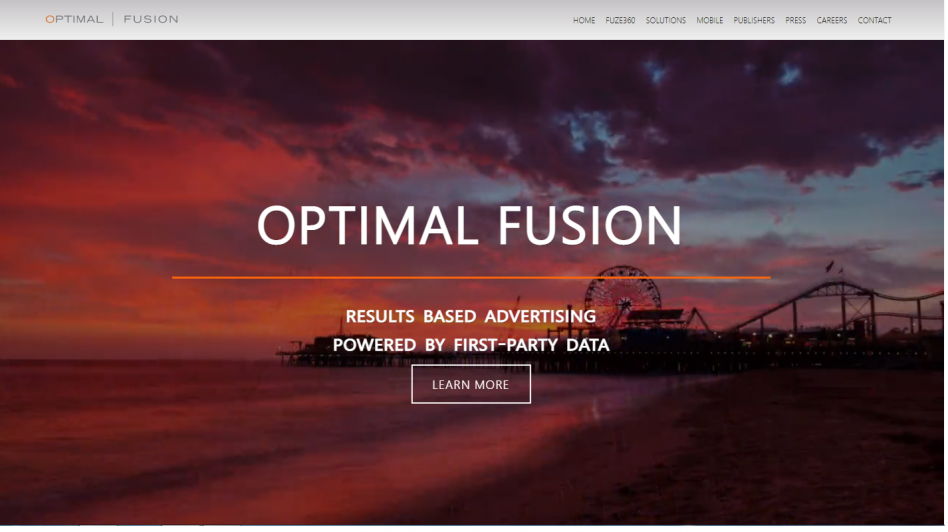 OPTIMAL | FUSION
HOME FUZE360 SOLUTIONS MOBILE PUBLISHERS PRESS CAREERS CONTACT
OPTIMAL FUSION
RESULTS BASED ADVERTISING
POWERED BY FIRST-PARTY DATA
LEARN MORE